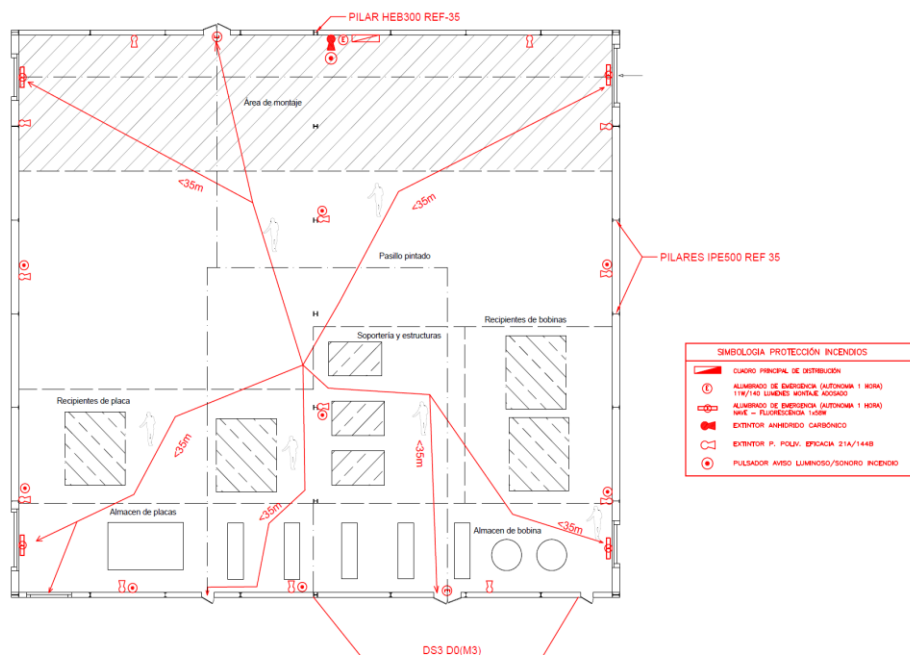 PILAR HEB300 REF-35
E
Área de montaje
<35m
<35m
Pasillo pintado
PILARES IPE500 REF 35
Recipientes de bobinas
Soportería y estructuras
SIMBOLOGIA PROTECCIÓN INCENDIOS
CUADRO PRINCIPAL DE DISTRIBUCIÓN
E ALUMBRADO DE EMERGENCIA (AUTONOMIA 1 HORA)
11W/140 LUMENES MONTAJE ADOSADO
ALUMBRADO DE EMERGENCIA (AUTONOMIA 1 HORA)
NAVE - FLUORESCENCIA 1x58W
EXTINTOR ANHIDRIDO CARBÓNICO
EXTINTOR P. POLIV. EFICACIA 21A/144B
PULSADOR AVISO LUMINOSO/SONORO INCENDIO
Recipientes de placa
<35m
<35m
<35m
<35m
Almacen de placas
Almacen de bobina
DS3 D0(M3)